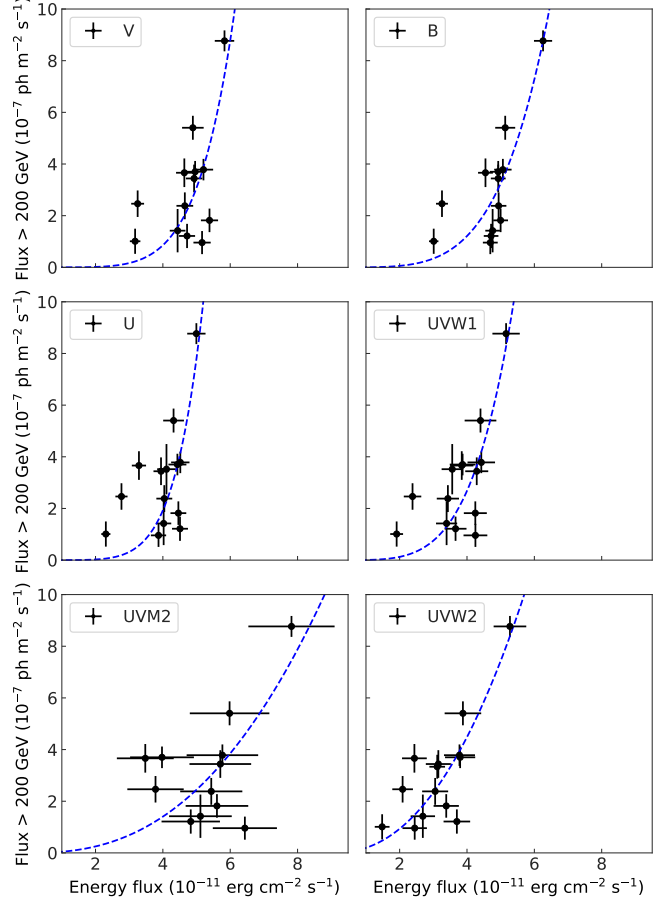 V
B
10
8
6
4
2
0
Flux > 200 GeV (10⁻⁷ ph m⁻² s⁻¹)
U
UVW1
10
8
6
4
2
0
Flux > 200 GeV (10⁻⁷ ph m⁻² s⁻¹)
UVM2
UVW2
10
8
6
4
2
0
Flux > 200 GeV (10⁻⁷ ph m⁻² s⁻¹)
2 4 6 8
2 4 6 8
Energy flux (10⁻¹¹ erg cm⁻² s⁻¹)
Energy flux (10⁻¹¹ erg cm⁻² s⁻¹)